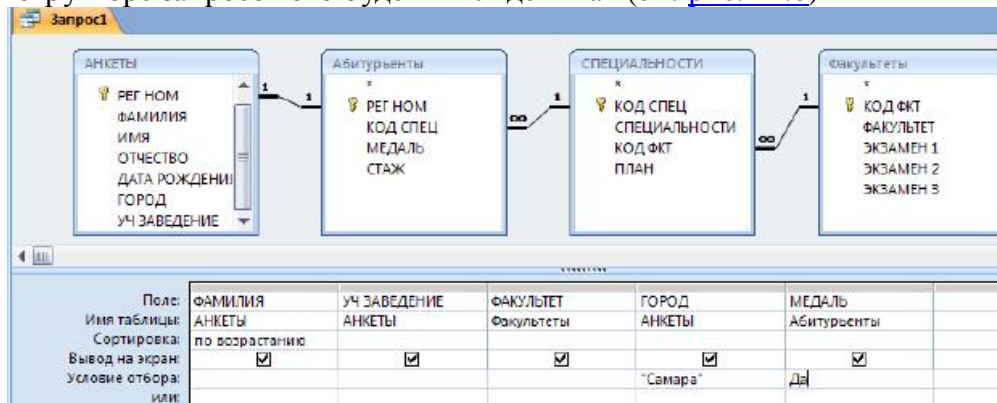 Запрос1
АНКЕТЫ
РЕГ НОМ
ФАМИЛИЯ
ИМЯ
ОТЧЕСТВО
ДАТА РОЖДЕНИЯ
ГОРОД
УЧ ЗАВЕДЕНИЕ
1
1
Абитурьенты
*
РЕГ НОМ
КОД СПЕЦ
МЕДАЛЬ
СТАЖ
∞
1
СПЕЦИАЛЬНОСТИ
*
КОД СПЕЦ
СПЕЦИАЛЬНОСТИ
КОД ФКТ
ПЛАН
∞
1
Факультеты
*
КОД ФКТ
ФАКУЛЬТЕТ
ЭКЗАМЕН 1
ЭКЗАМЕН 2
ЭКЗАМЕН 3
Поле: ФАМИЛИЯ УЧ ЗАВЕДЕНИЕ ФАКУЛЬТЕТ ГОРОД МЕДАЛЬ
Имя таблицы: АНКЕТЫ АНКЕТЫ Факультеты АНКЕТЫ Абитурьенты
Сортировка: по возрастанию
Вывод на экран:
Условие отбора: "Самара" Да
или: